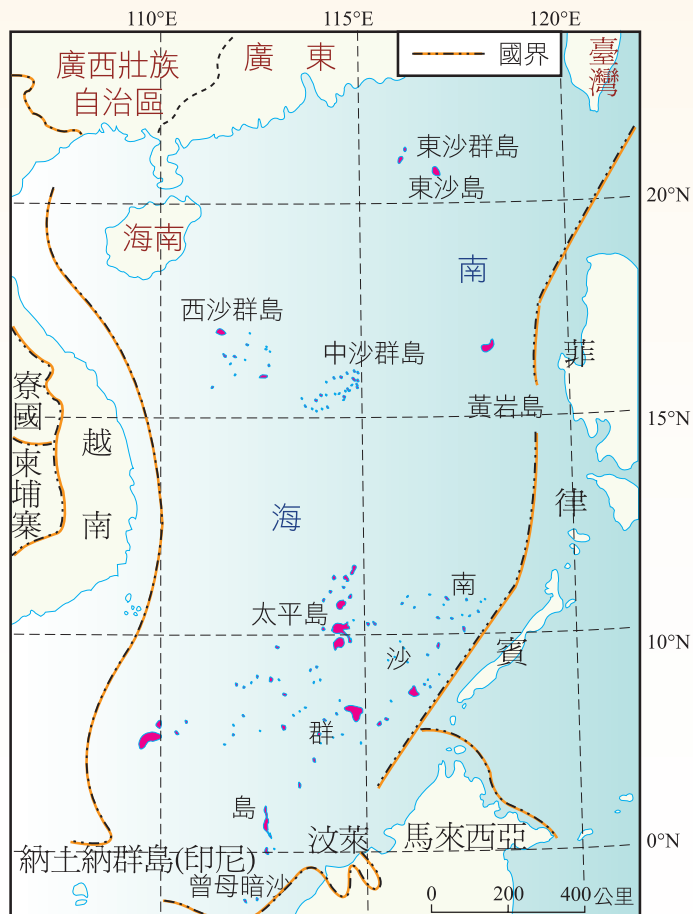 110°E 115°E 120°E
國界
廣西壯族
自治區
廣東
臺灣
東沙群島
東沙島
20°N
海南
南
西沙群島
中沙群島
菲
黃岩島
15°N
寮國
越
柬埔寨
律
海
南
南
太平島
10°N
沙
賓
群
島
汶萊
馬來西亞
0°N
納土納群島(印尼)
曾母暗沙
0 200 400公里